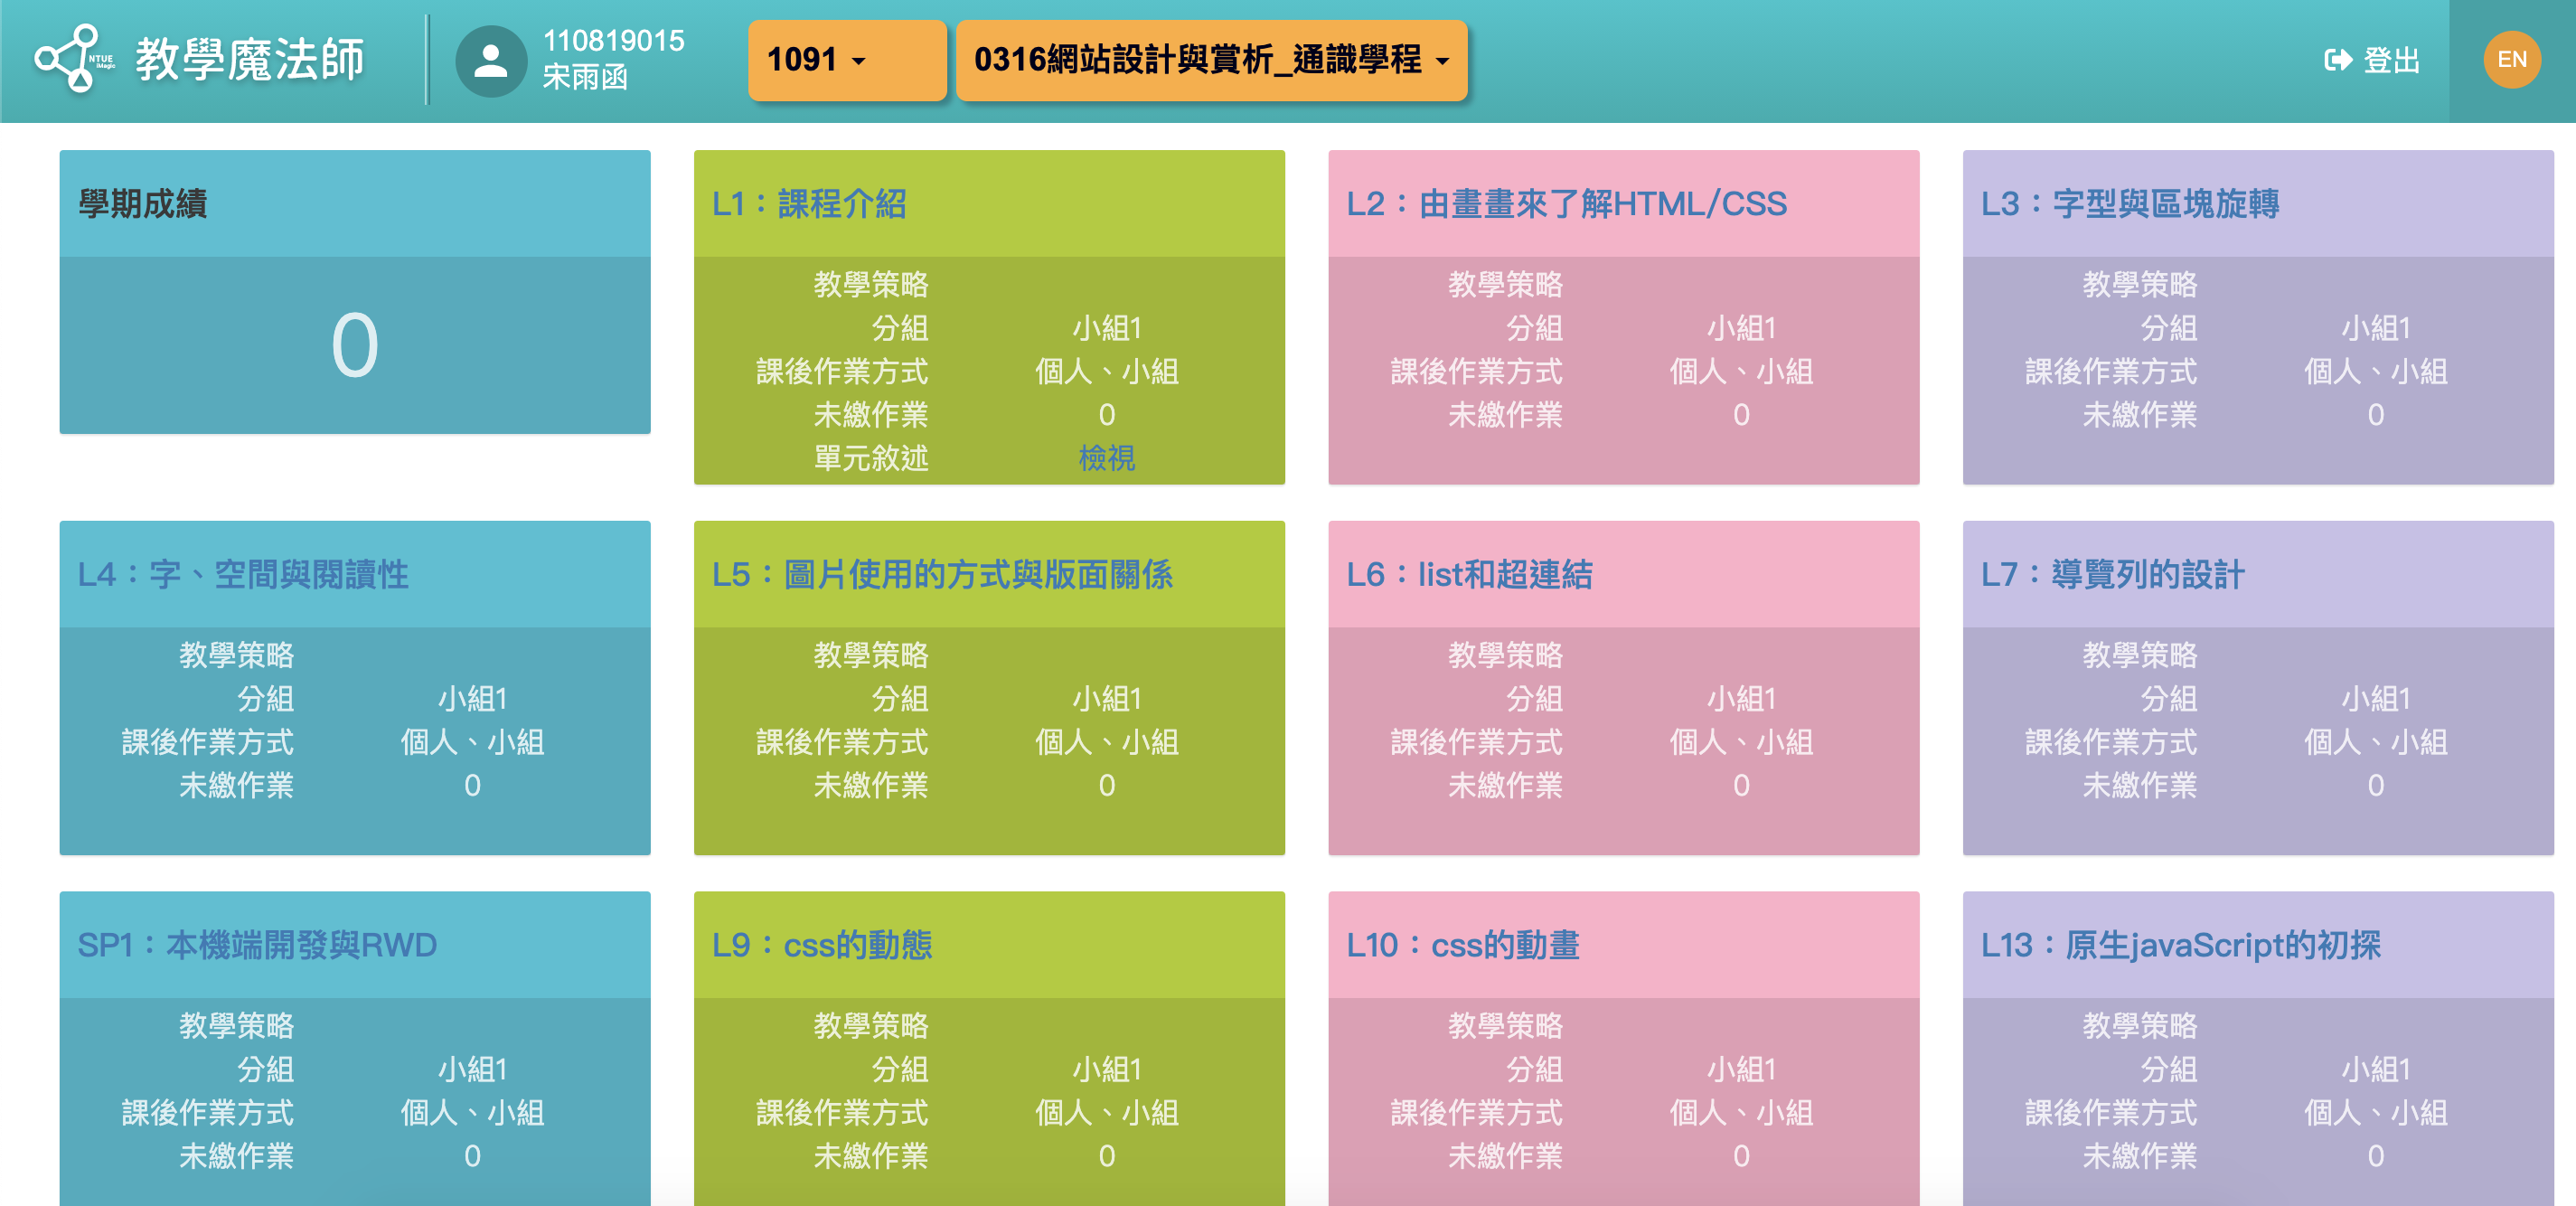 NTUE
iMagic
教學魔法師
110819015
宋雨函
1091
0316網站設計與賞析_通識學程
登出
EN
學期成績
0
L1：課程介紹
教學策略
分組 小組1
課後作業方式 個人、小組
未繳作業 0
單元敘述 檢視
L2：由畫畫來了解HTML/CSS
教學策略
分組 小組1
課後作業方式 個人、小組
未繳作業 0
L3：字型與區塊旋轉
教學策略
分組 小組1
課後作業方式 個人、小組
未繳作業 0
L4：字、空間與閱讀性
教學策略
分組 小組1
課後作業方式 個人、小組
未繳作業 0
L5：圖片使用的方式與版面關係
教學策略
分組 小組1
課後作業方式 個人、小組
未繳作業 0
L6：list和超連結
教學策略
分組 小組1
課後作業方式 個人、小組
未繳作業 0
L7：導覽列的設計
教學策略
分組 小組1
課後作業方式 個人、小組
未繳作業 0
SP1：本機端開發與RWD
教學策略
分組 小組1
課後作業方式 個人、小組
未繳作業 0
L9：css的動態
教學策略
分組 小組1
課後作業方式 個人、小組
未繳作業 0
L10：css的動畫
教學策略
分組 小組1
課後作業方式 個人、小組
未繳作業 0
L13：原生javaScript的初探
教學策略
分組 小組1
課後作業方式 個人、小組
未繳作業 0